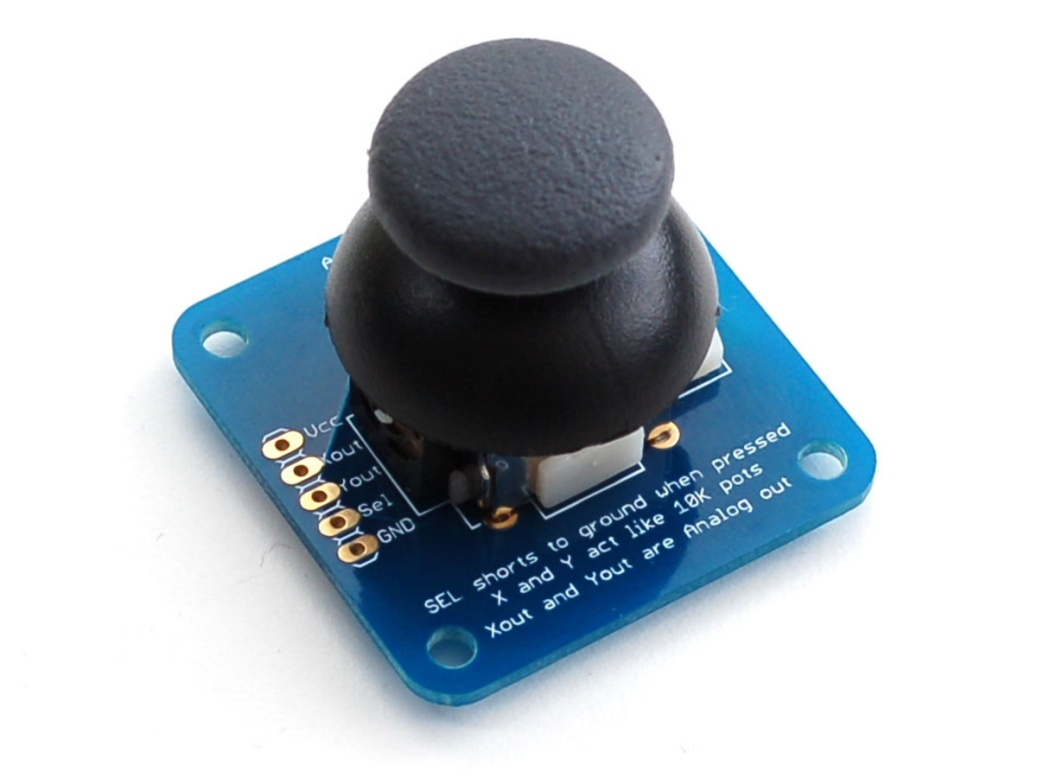 Vcc
Xout
Yout
Sel
GND
SEL shorts to ground when pressed
X and Y act like 10K pots
Xout and Yout are Analog out